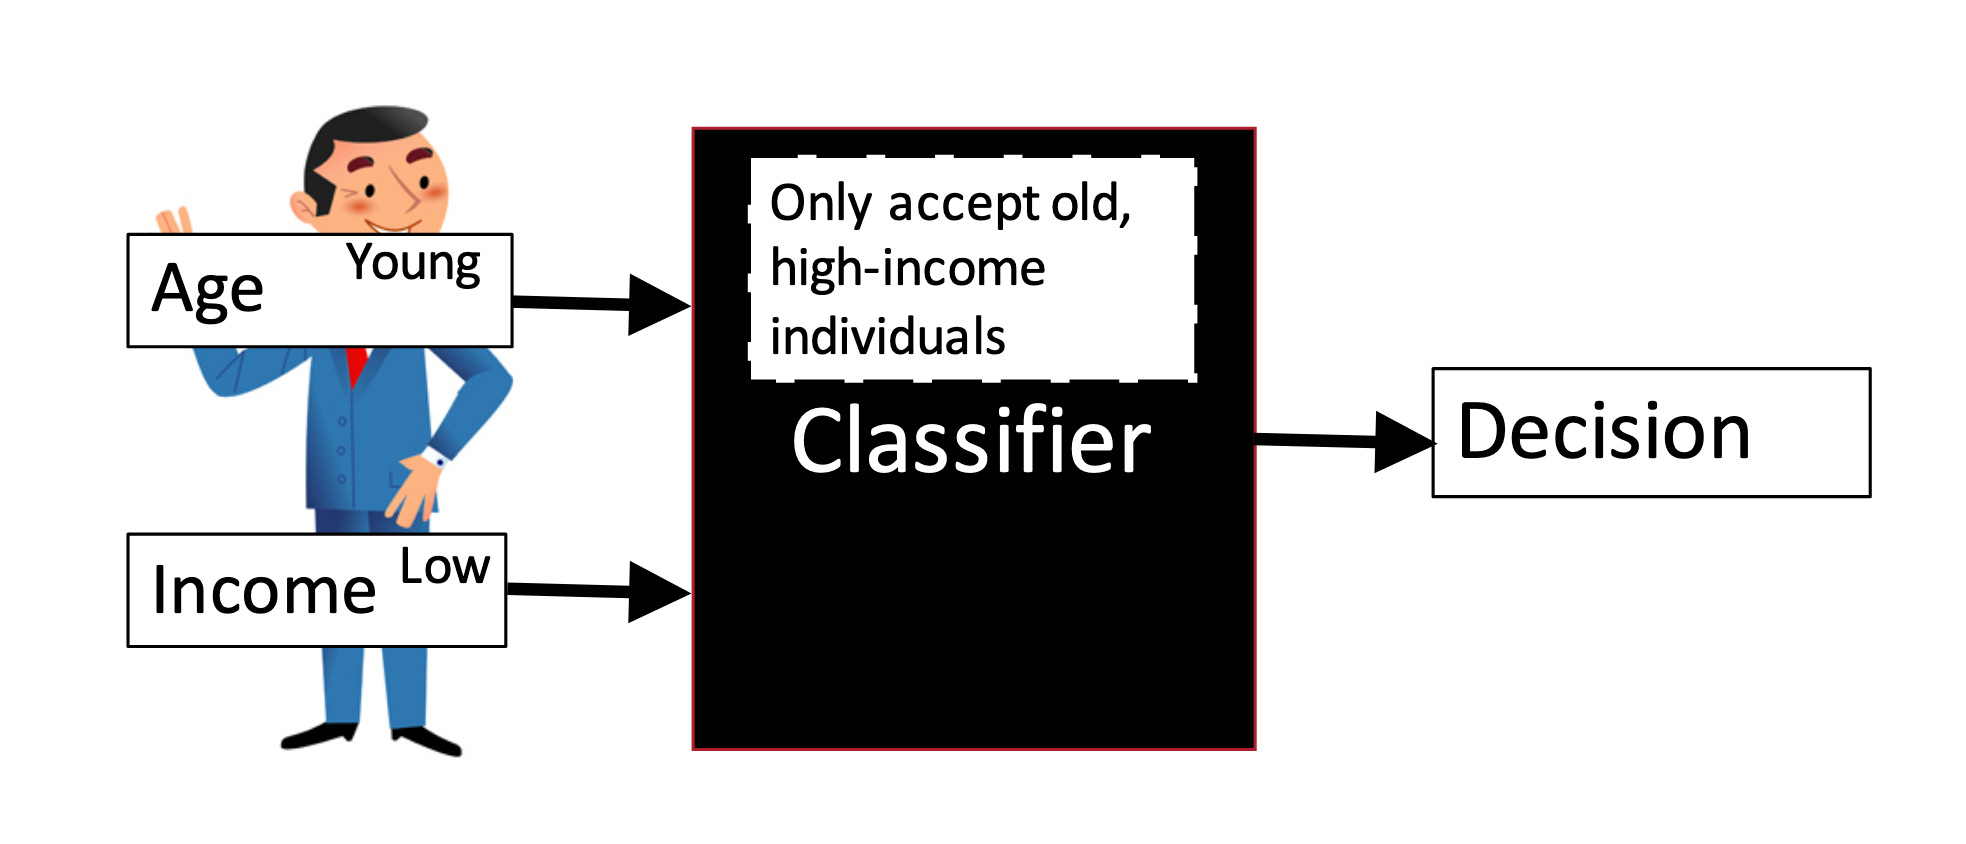 Age
Young
Income
Low
Only accept old,
high-income
individuals
Classifier
Decision